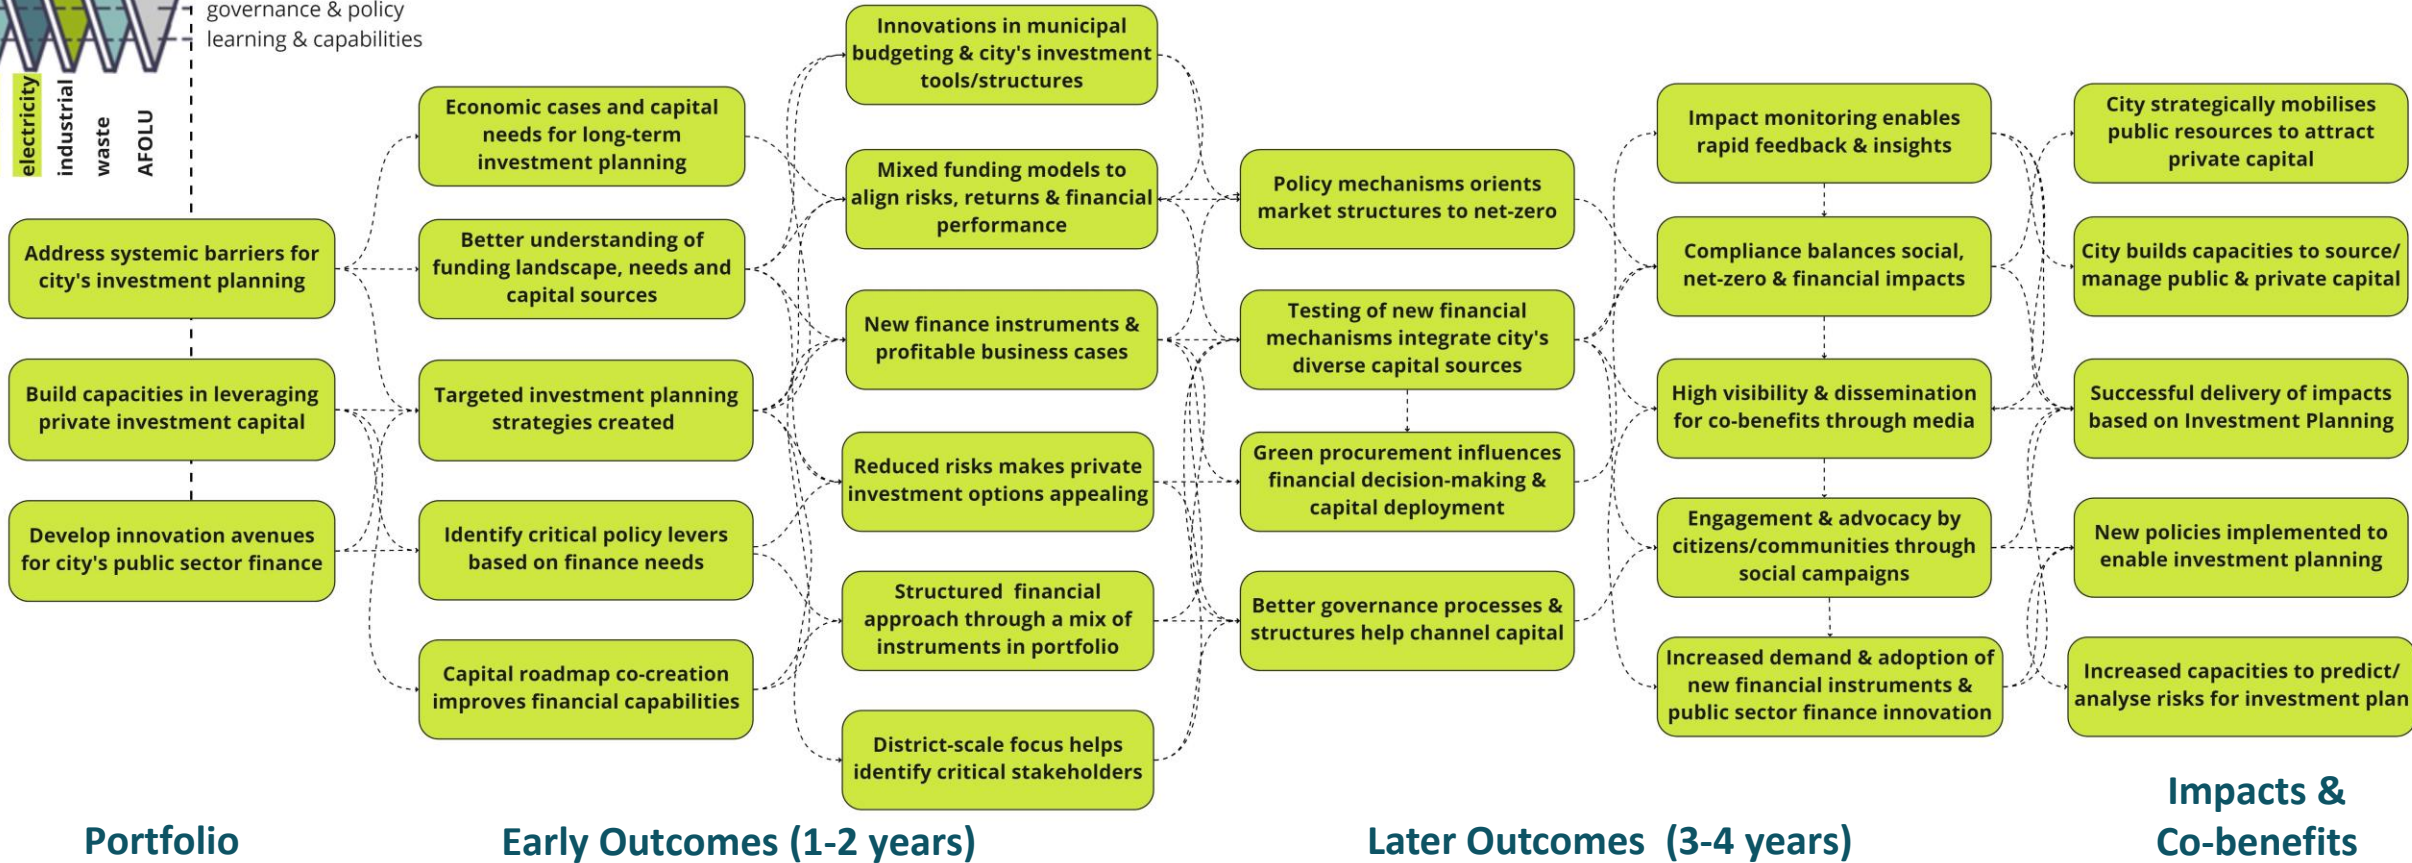 governance & policy
learning & capabilities
electricity
industrial
waste
AFOLU
Address systemic barriers for
city's investment planning
Build capacities in leveraging
private investment capital
Develop innovation avenues
for city's public sector finance
Economic cases and capital
needs for long-term
investment planning
Better understanding of
funding landscape, needs and
capital sources
Targeted investment planning
strategies created
Identify critical policy levers
based on finance needs
Capital roadmap co-creation
improves financial capabilities
Innovations in municipal
budgeting & city's investment
tools/structures
Mixed funding models to
align risks, returns & financial
performance
New finance instruments &
profitable business cases
Reduced risks makes private
investment options appealing
Structured financial
approach through a mix of
instruments in portfolio
District-scale focus helps
identify critical stakeholders
Policy mechanisms orients
market structures to net-zero
Testing of new financial
mechanisms integrate city's
diverse capital sources
Green procurement influences
financial decision-making &
capital deployment
Better governance processes &
structures help channel capital
Impact monitoring enables
rapid feedback & insights
Compliance balances social,
net-zero & financial impacts
High visibility & dissemination
for co-benefits through media
Engagement & advocacy by
citizens/communities through
social campaigns
Increased demand & adoption of
new financial instruments &
public sector finance innovation
City strategically mobilises
public resources to attract
private capital
City builds capacities to source/
manage public & private capital
Successful delivery of impacts
based on Investment Planning
New policies implemented to
enable investment planning
Increased capacities to predict/
analyse risks for investment plan
Portfolio
Early Outcomes (1-2 years)
Later Outcomes (3-4 years)
Impacts &
Co-benefits